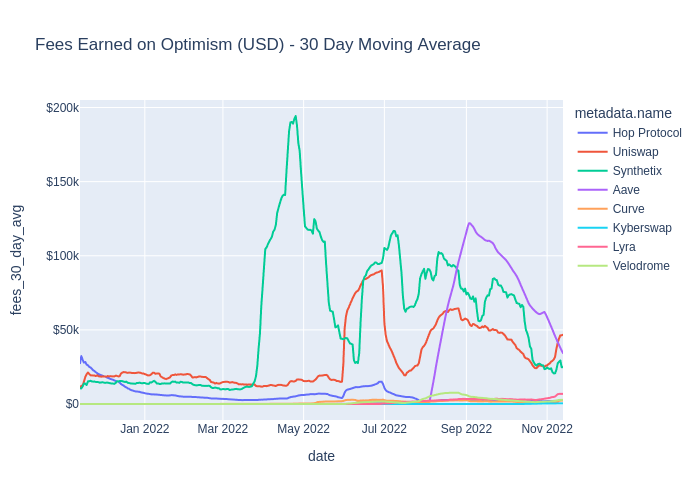 Fees Earned on Optimism (USD) - 30 Day Moving Average
metadata.name
Hop Protocol
Uniswap
Synthetix
Aave
Curve
Kyberswap
Lyra
Velodrome
fees_30_day_avg
$200k
$150k
$100k
$50k
$0
Jan 2022
Mar 2022
May 2022
Jul 2022
Sep 2022
Nov 2022
date